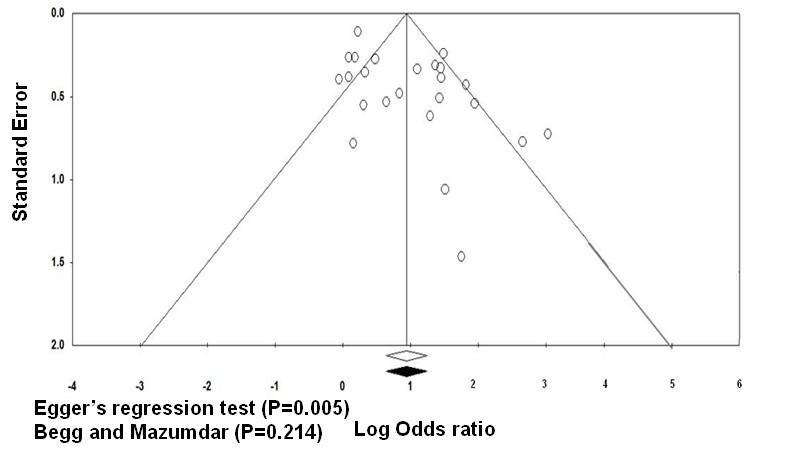 0.0
0.5
1.0
1.5
2.0
Standard Error
-4 -3 -2 -1 0 1 2 3 4 5 6
Egger's regression test (P=0.005)
Begg and Mazumdar (P=0.214) Log Odds ratio